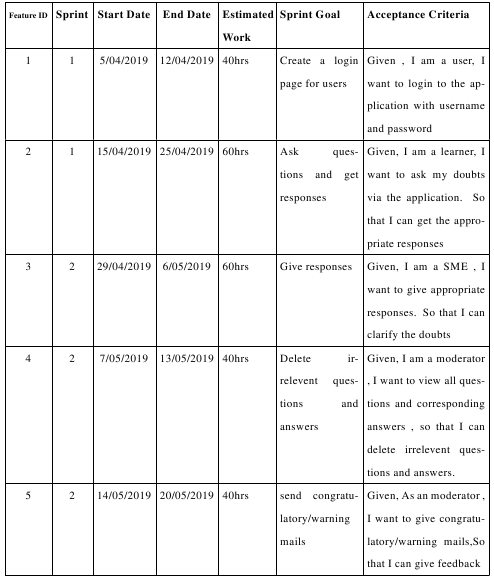 Feature ID Sprint Start Date End Date Estimated Work Sprint Goal Acceptance Criteria
1 1 5/04/2019 12/04/2019 40hrs Create a login page for users Given , I am a user, I want to login to the ap-plication with username and password
2 1 15/04/2019 25/04/2019 60hrs Ask ques-tions and get responses Given, I am a learner, I want to ask my doubts via the application. So that I can get the appro-priate responses
3 2 29/04/2019 6/05/2019 60hrs Give responses Given, I am a SME , I want to give appropriate responses. So that I can clarify the doubts
4 2 7/05/2019 13/05/2019 40hrs Delete ir-relevent ques-tions and answers Given, I am a moderator , I want to view all ques-tions and corresponding answers , so that I can delete irrelevent ques-tions and answers.
5 2 14/05/2019 20/05/2019 40hrs send congratu-latory/warning mails Given, As an moderator , I want to give congratu-latory/warning mails,So that I can give feedback